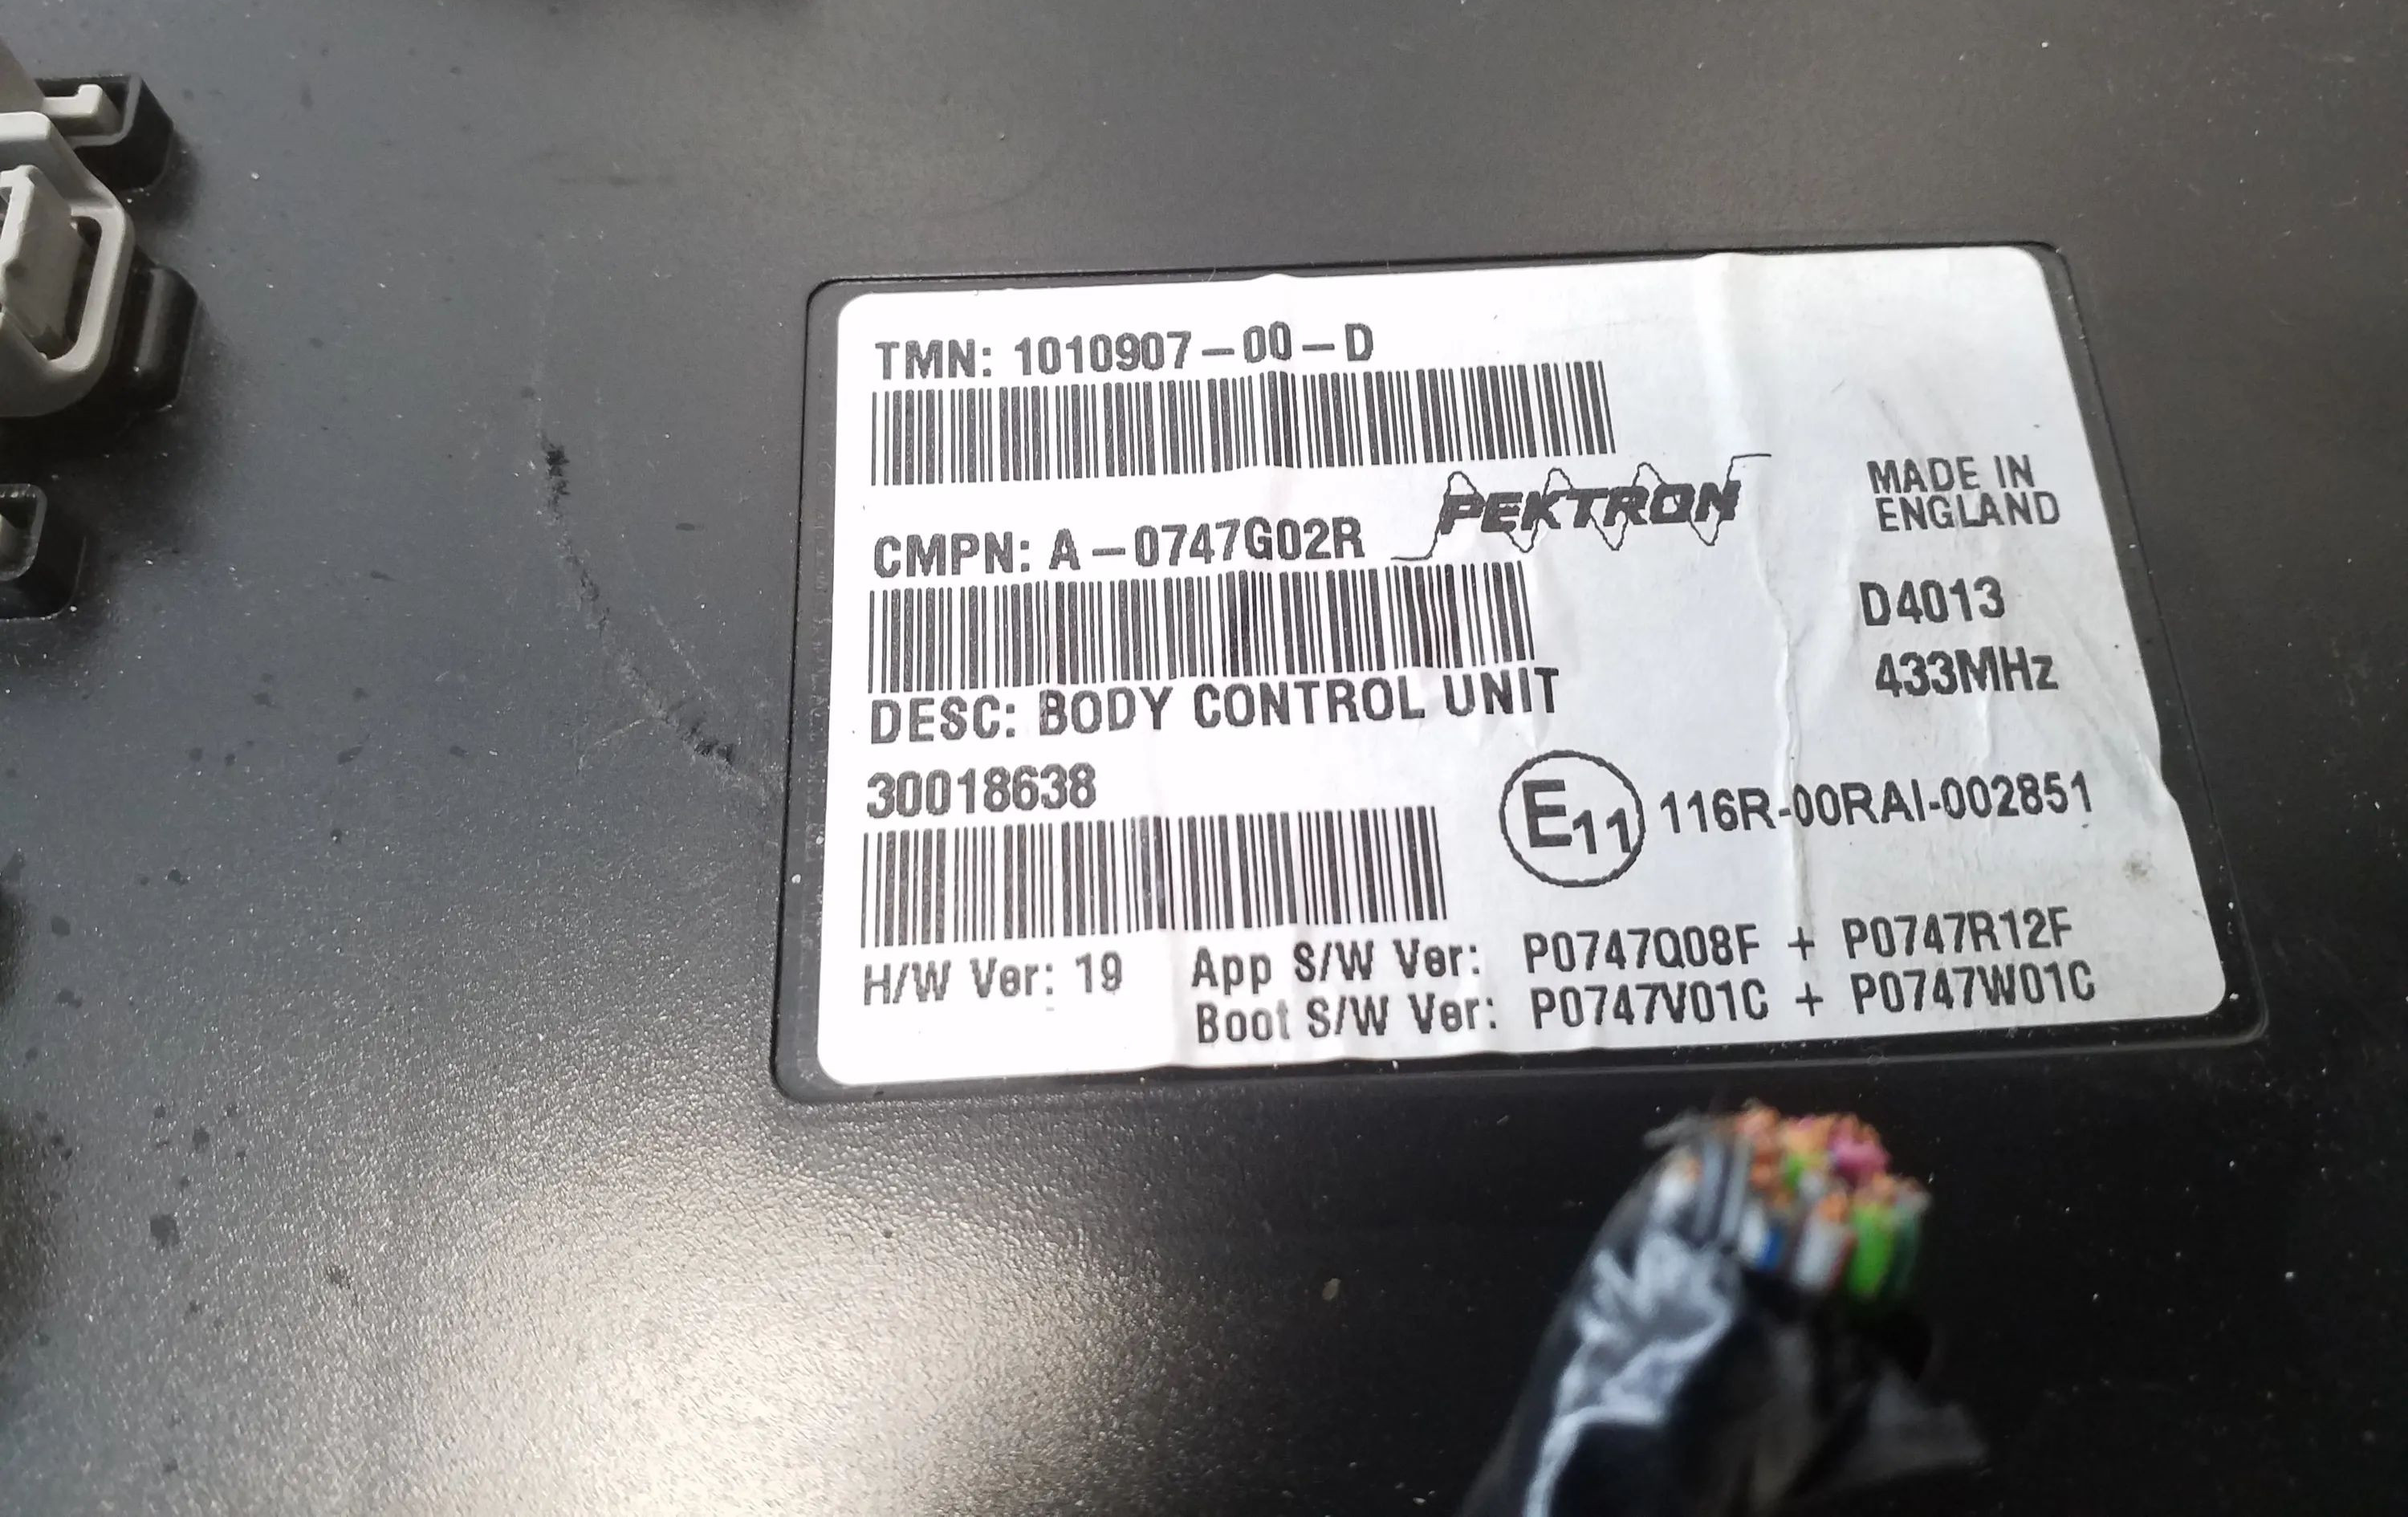 TMN: 1010907-00-D
CMPN: A-0747G02R
PEKTRON
MADE IN
ENGLAND
D4013
433MHz
DESC: BODY CONTROL UNIT
30018638
E11 116R-00RAI-002851
H/W Ver: 19 App S/W Ver: P0747Q08F + P0747R12F
Boot S/W Ver: P0747V01C + P0747W01C